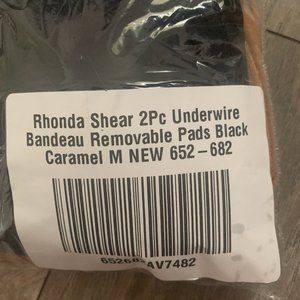 Rhonda Shear 2Pc Underwire
Bandeau Removable Pads Black
Caramel M NEW 652-682